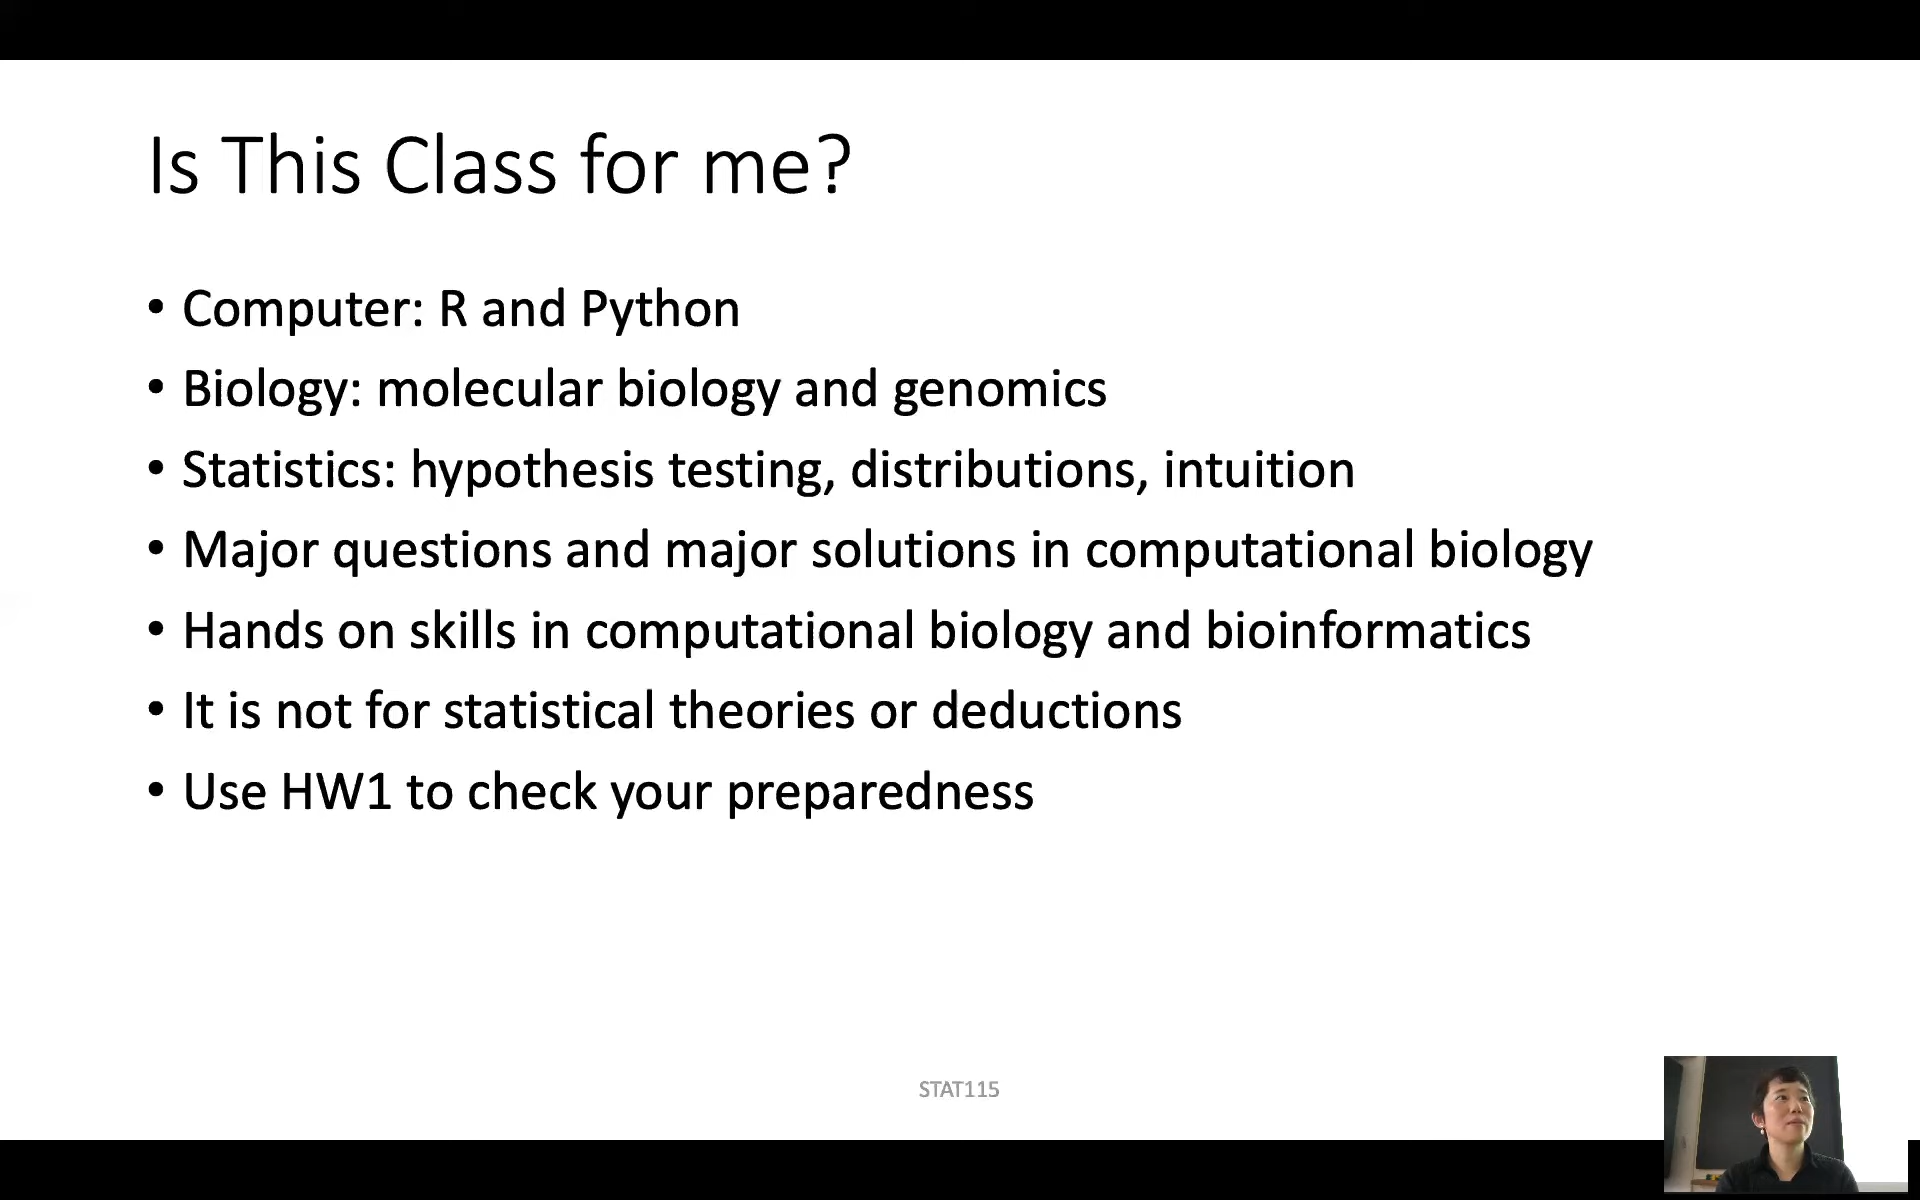 Is This Class for me?
• Computer: R and Python
• Biology: molecular biology and genomics
• Statistics: hypothesis testing, distributions, intuition
• Major questions and major solutions in computational biology
• Hands on skills in computational biology and bioinformatics
• It is not for statistical theories or deductions
• Use HW1 to check your preparedness
STAT115